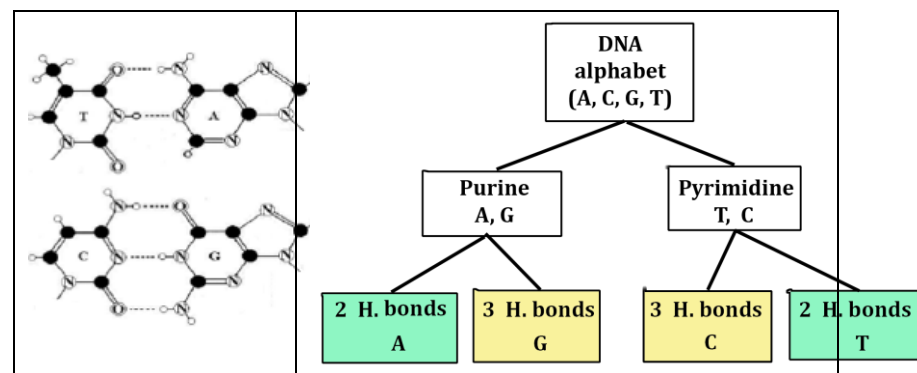 O
H
N
T
N
H
N
A
N
N
O
N
N
H
O
N
C
N
H
N
G
N
N
O
N
DNA
alphabet
(A, C, G, T)
Purine
A, G
Pyrimidine
T, C
2 H. bonds
A
3 H. bonds
G
3 H. bonds
C
2 H. bonds
T